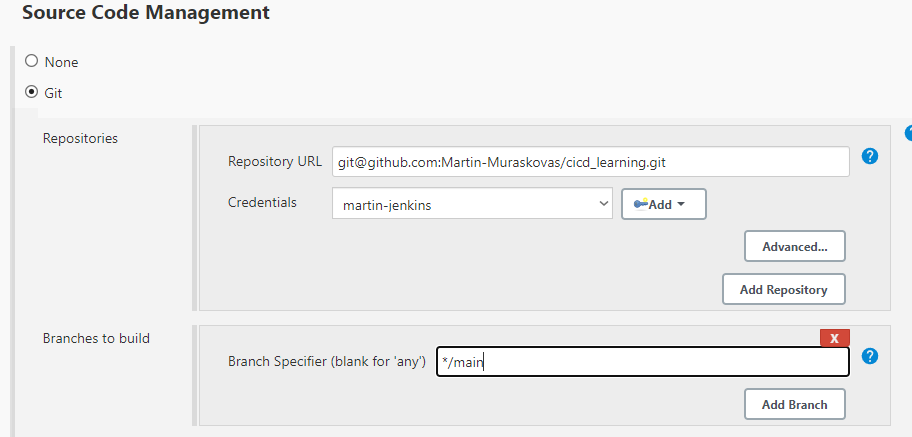 Source Code Management
None
Git
Repositories
Repository URL git@github.com:Martin-Muraskovas/cicd_learning.git ?
Credentials martin-jenkins Add
Advanced...
Add Repository
Branches to build
X
Branch Specifier (blank for 'any') */main ?
Add Branch